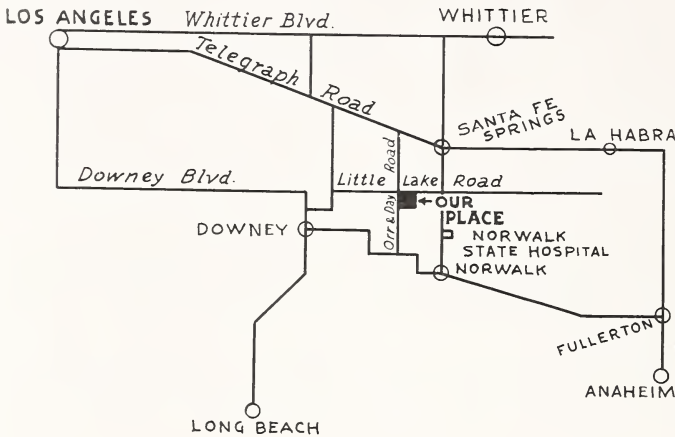 LOS ANGELES
Whittier Blvd.
WHITTIER
Telegraph Road
SANTA FE
SPRINGS
LA HABRA
Downey Blvd.
Little Lake Road
Orr & Day Road
←OUR
PLACE
DOWNEY
NORWALK
STATE HOSPITAL
NORWALK
FULLERTON
ANAHEIM
LONG BEACH